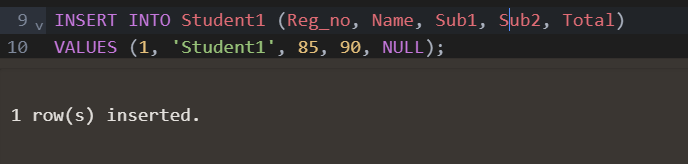 9 INSERT INTO Student1 (Reg_no, Name, Sub1, Sub2, Total)
10 VALUES (1, 'Student1', 85, 90, NULL);
1 row(s) inserted.